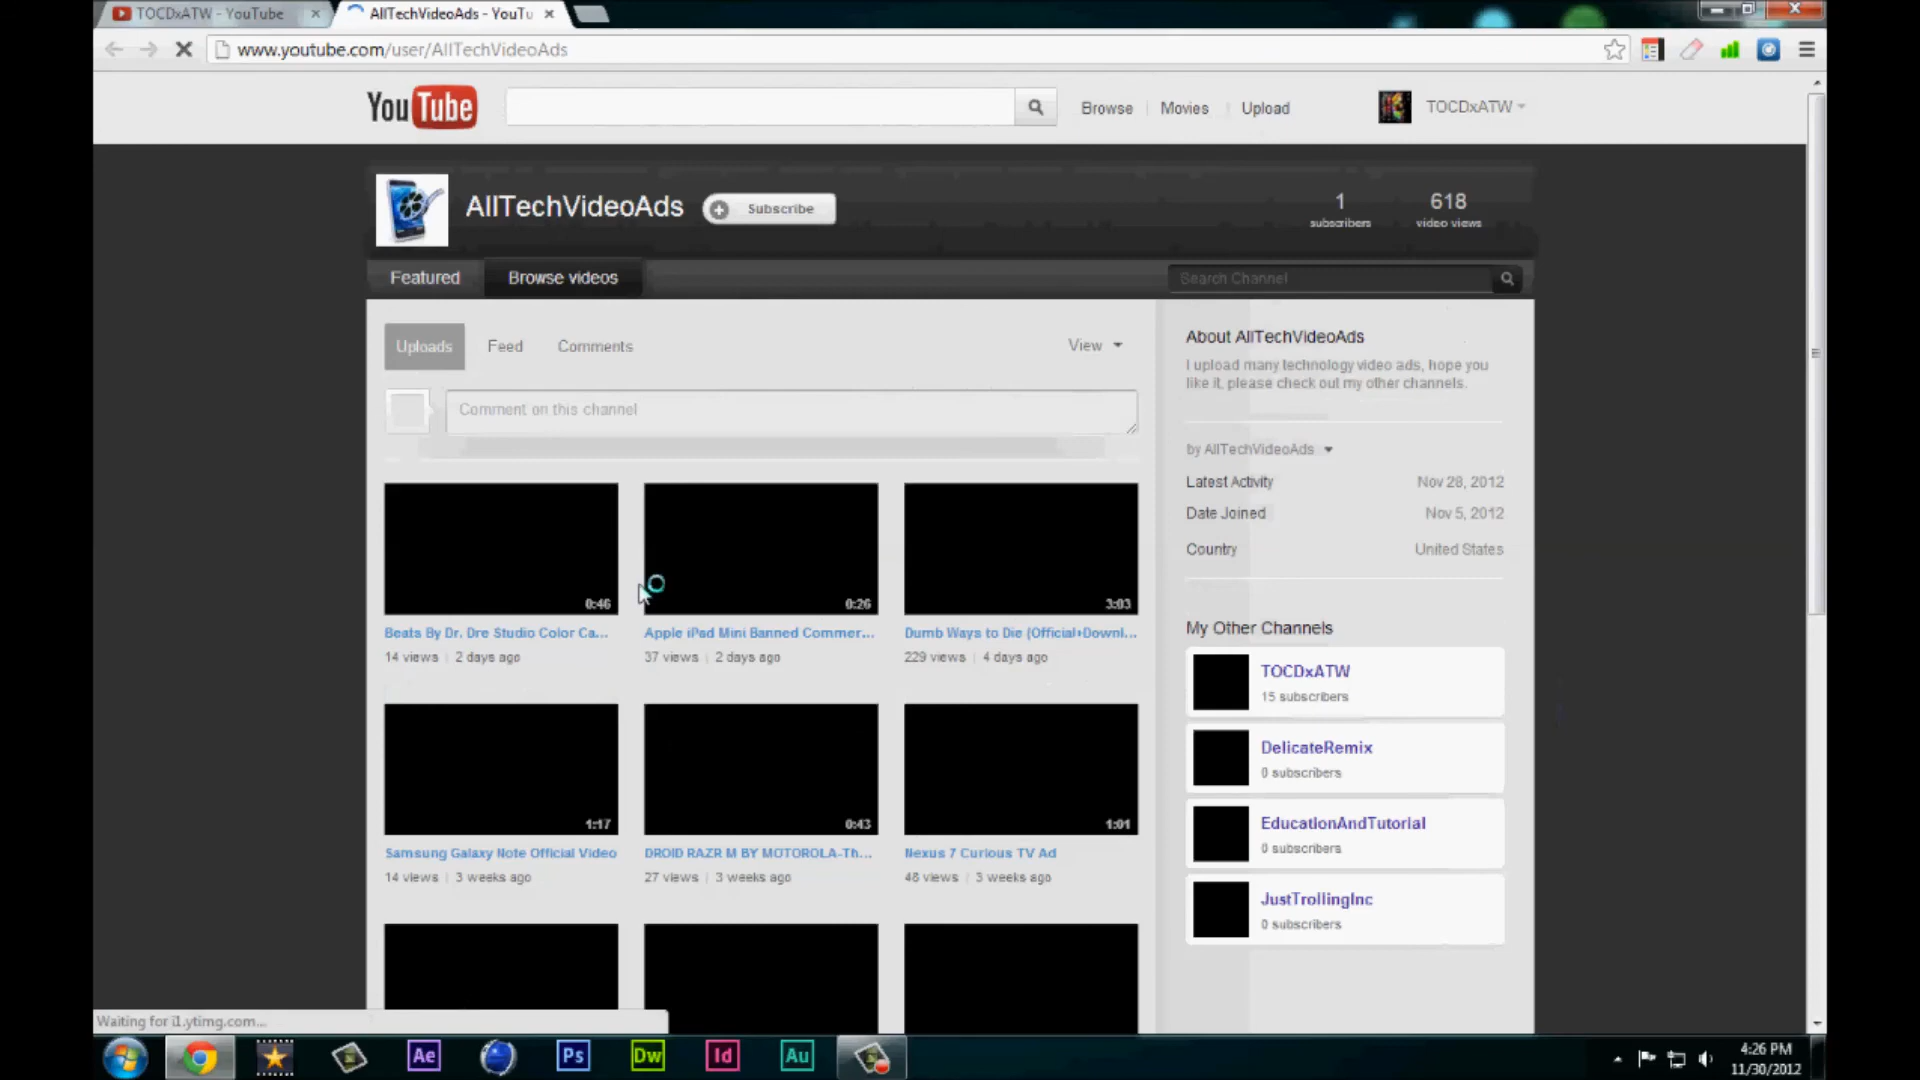 TOCDxATW - YouTube
AllTechVideoAds - YouTu
www.youtube.com/user/AllTechVideoAds
YouTube
Browse
Movies
Upload
TOCDxATW
AllTechVideoAds
Subscribe
1
subscribers
618
video views
Featured
Browse videos
Search Channel
Uploads
Feed
Comments
View
Comment on this channel
0:46
0:26
3:03
Beats By Dr. Dre Studio Color Ca...
Apple iPad Mini Banned Commer...
Dumb Ways to Die (Official+Downl...
14 views | 2 days ago
37 views | 2 days ago
229 views | 4 days ago
1:17
0:43
1:01
Samsung Galaxy Note Official Video
DROID RAZR M BY MOTOROLA-Th...
Nexus 7 Curious TV Ad
14 views | 3 weeks ago
27 views | 3 weeks ago
48 views | 3 weeks ago
About AllTechVideoAds
I upload many technology video ads, hope you
like it, please check out my other channels.
by AllTechVideoAds
Latest Activity Nov 28, 2012
Date Joined Nov 5, 2012
Country United States
My Other Channels
TOCDxATW
15 subscribers
DelicateRemix
0 subscribers
EducationAndTutorial
0 subscribers
JustTrollingInc
0 subscribers
Waiting for i1.ytimg.com...
Ae
Ps
Dw
Id
Au
4:26 PM
11/30/2012